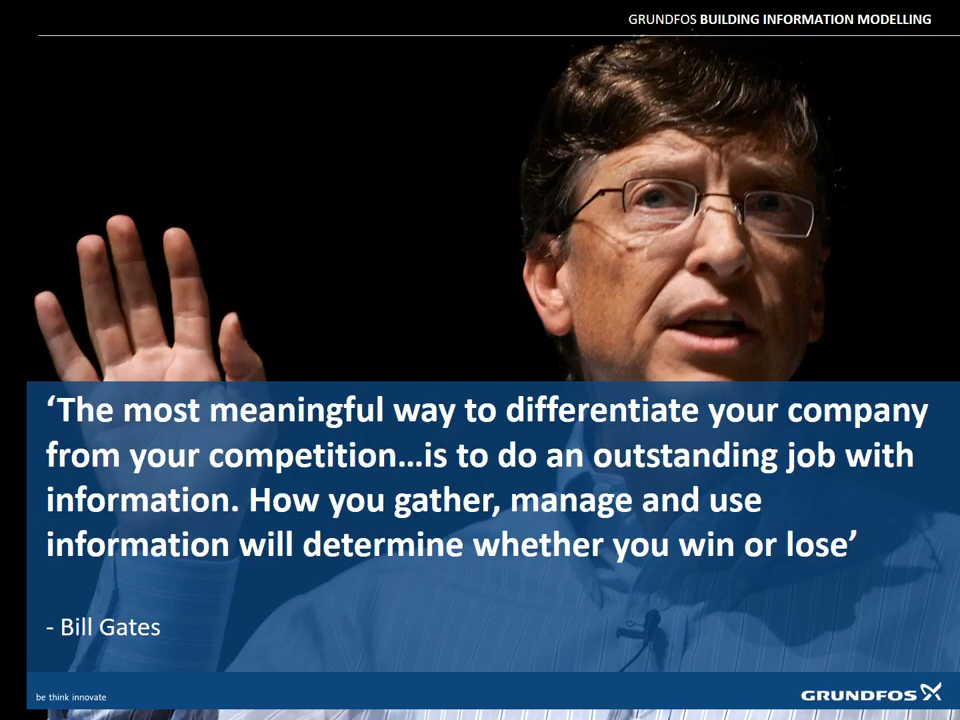 GRUNDFOS BUILDING INFORMATION MODELLING
‘The most meaningful way to differentiate your company
from your competition…is to do an outstanding job with
information. How you gather, manage and use
information will determine whether you win or lose’
- Bill Gates
be think innovate
GRUNDFOS